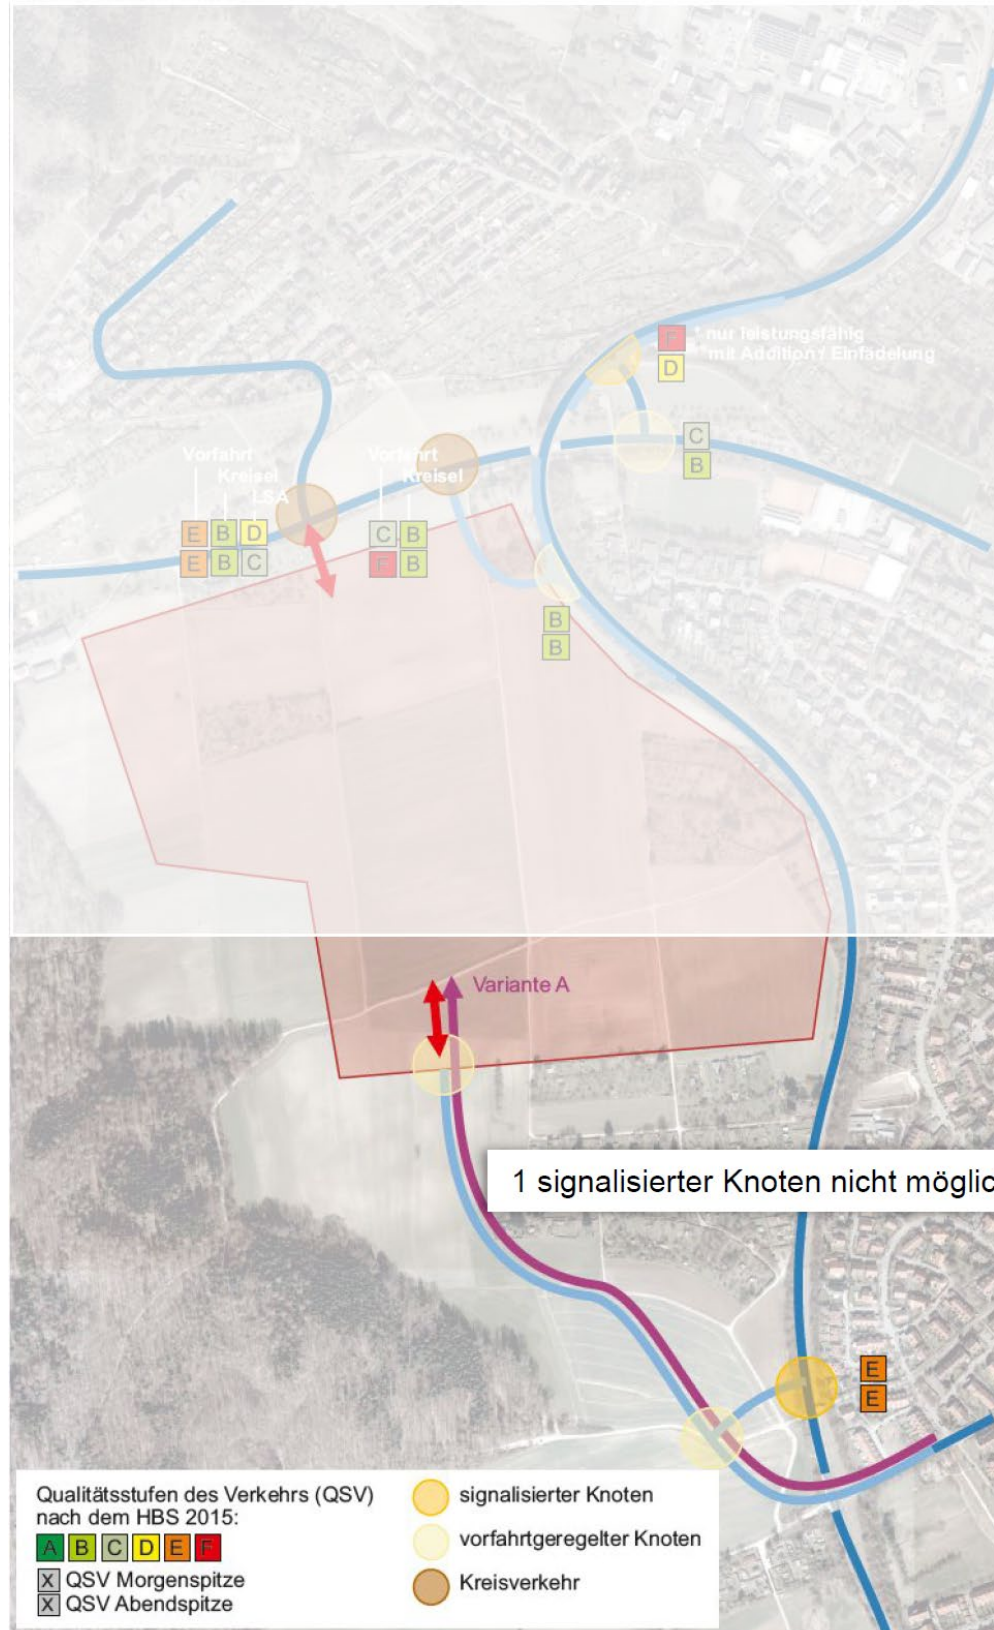 * nur leistungsfähig
mit Addition / Einfädelung
F
D
C
B
Vorfahrt
Kreisel
LSA
Vorfahrt
Kreisel
E B D
E B C
C B
F B
B
B
Variante A
1 signalisierter Knoten nicht möglic
E
E
Qualitätsstufen des Verkehrs (QSV)
nach dem HBS 2015:
A B C D E F
X QSV Morgenspitze
X QSV Abendspitze
signalisierter Knoten
vorfahrtgeregelter Knoten
Kreisverkehr